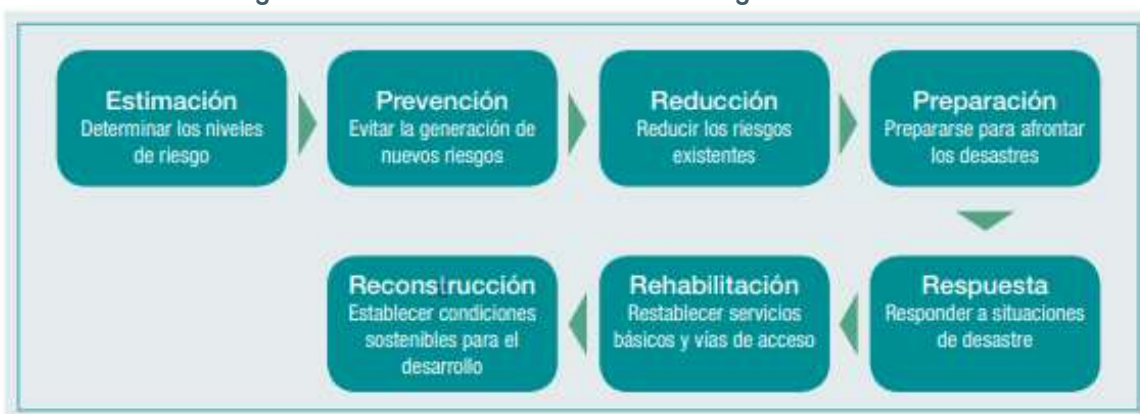 Estimación
Determinar los niveles
de riesgo
Prevención
Evitar la generación de
nuevos riesgos
Reducción
Reducir los riesgos
existentes
Preparación
Prepararse para afrontar
los desastres
Respuesta
Responder a situaciones
de desastre
Rehabilitación
Restablecer servicios
básicos y vías de acceso
Reconstrucción
Establecer condiciones
sostenibles para el
desarrollo